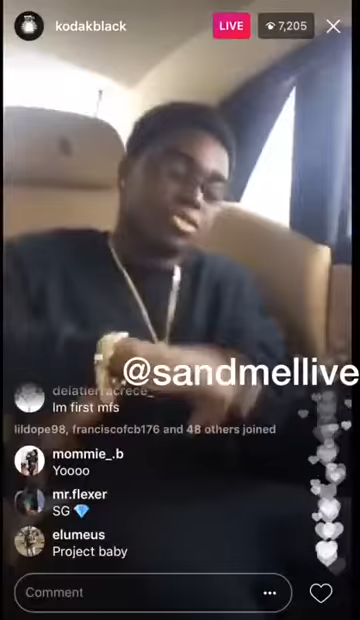 kodakblack
LIVE
7,205
@sandmellive
Im first mfs
lildope98, franciscofcb176 and 48 others joined
mommie_.b
Yoooo
mr.flexer
SG 💎
elumeus
Project baby
Comment